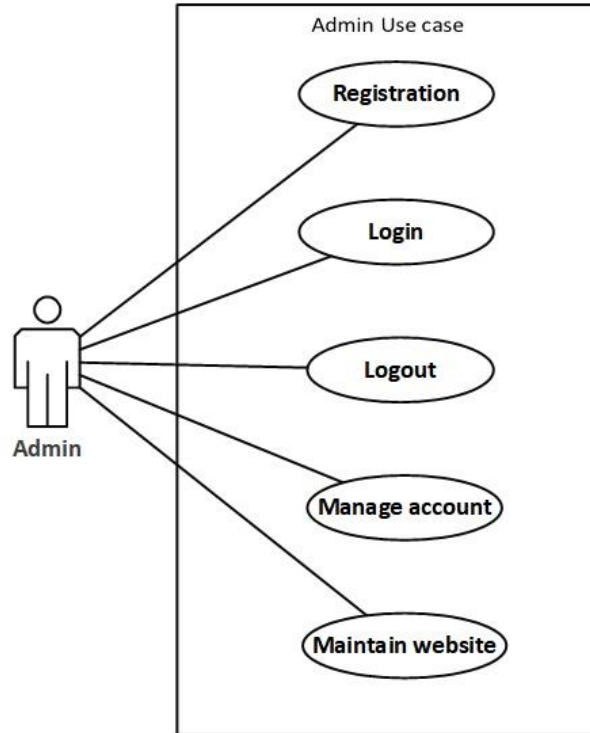 Admin Use case
Registration
Login
Logout
Admin
Manage account
Maintain website